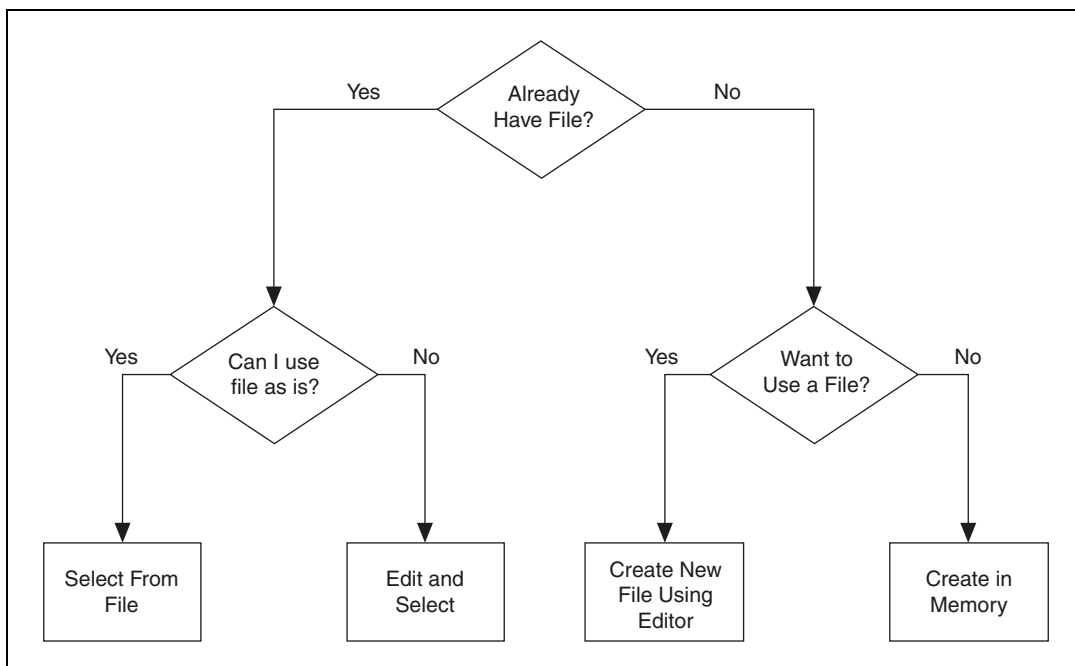 Already
Have File?
Yes
No
Can I use
file as is?
Yes
No
Want to
Use a File?
Yes
No
Select From
File
Edit and
Select
Create New
File Using
Editor
Create in
Memory